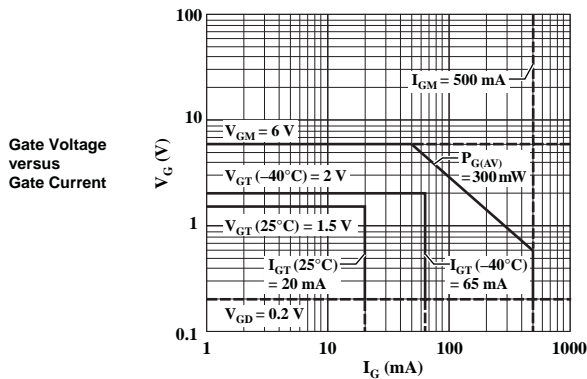 Gate Voltage
versus
Gate Current
V_G (V)
100
10
1
0.1
I_GM = 500 mA
V_GM = 6 V
P_G(AV)
= 300 mW
V_GT (–40°C) = 2 V
V_GT (25°C) = 1.5 V
I_GT (25°C)
= 20 mA
I_GT (–40°C)
= 65 mA
V_GD = 0.2 V
1
10
100
1000
I_G (mA)